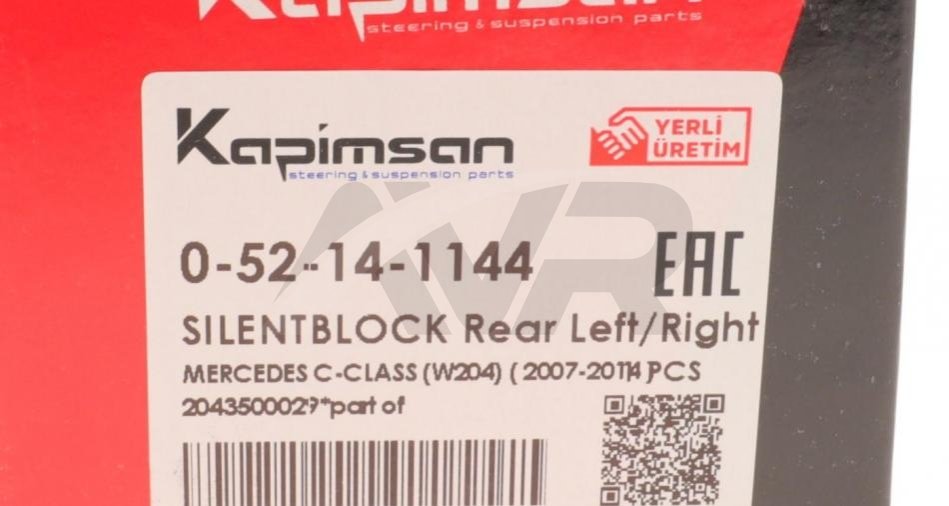 Kapimsan
steering & suspension parts
Kapimsan
steering & suspension parts
YERLİ
ÜRETİM
0-52-14-1144
EAC
SILENTBLOCK Rear Left/Right
MERCEDES C-CLASS (W204) ( 2007-2014 PCS
2043500029*part of